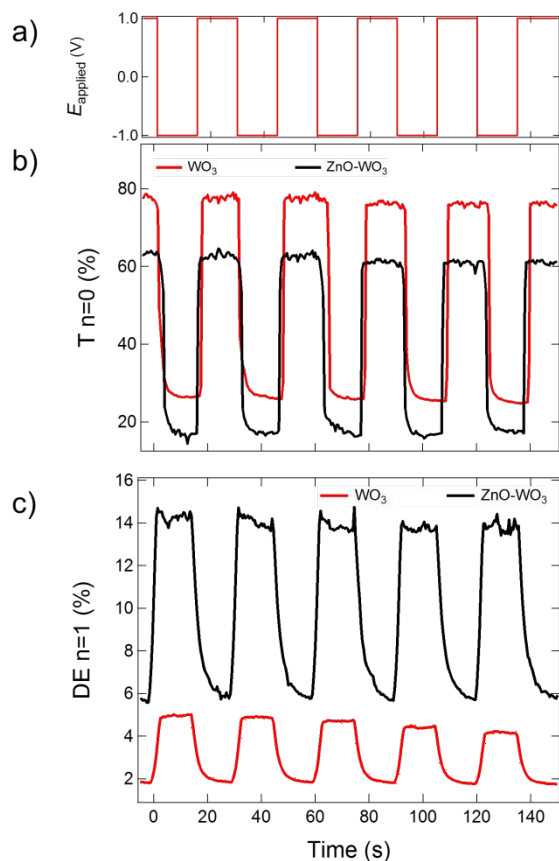 a)
E applied (V)
1.0
0.0
-1.0
b)
WO₃
ZnO-WO₃
T n=0 (%)
80
60
40
20
c)
WO₃
ZnO-WO₃
DE n=1 (%)
16
14
12
10
8
6
4
2
0
20
40
60
80
100
120
140
Time (s)